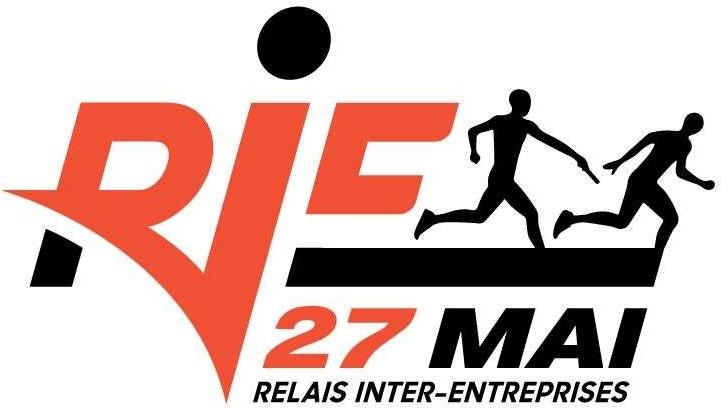 RIE
27 MAI
RELAIS INTER-ENTREPRISES